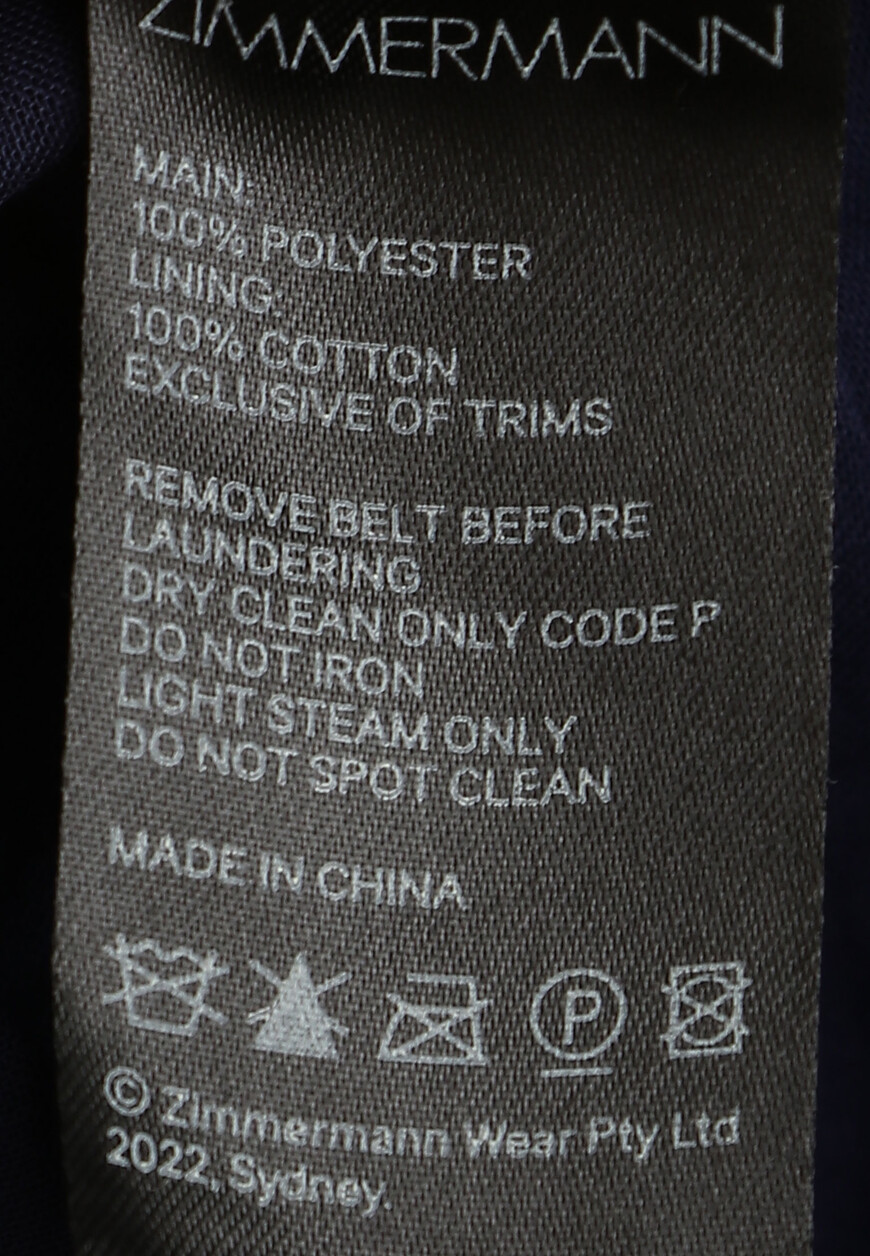 ZIMMERMANN
MAIN:
100% POLYESTER
LINING:
100% COTTON
EXCLUSIVE OF TRIMS
REMOVE BELT BEFORE
LAUNDERING
DRY CLEAN ONLY CODE P
DO NOT IRON
LIGHT STEAM ONLY
DO NOT SPOT CLEAN
MADE IN CHINA
P
© Zimmermann Wear Pty Ltd
2022, Sydney.